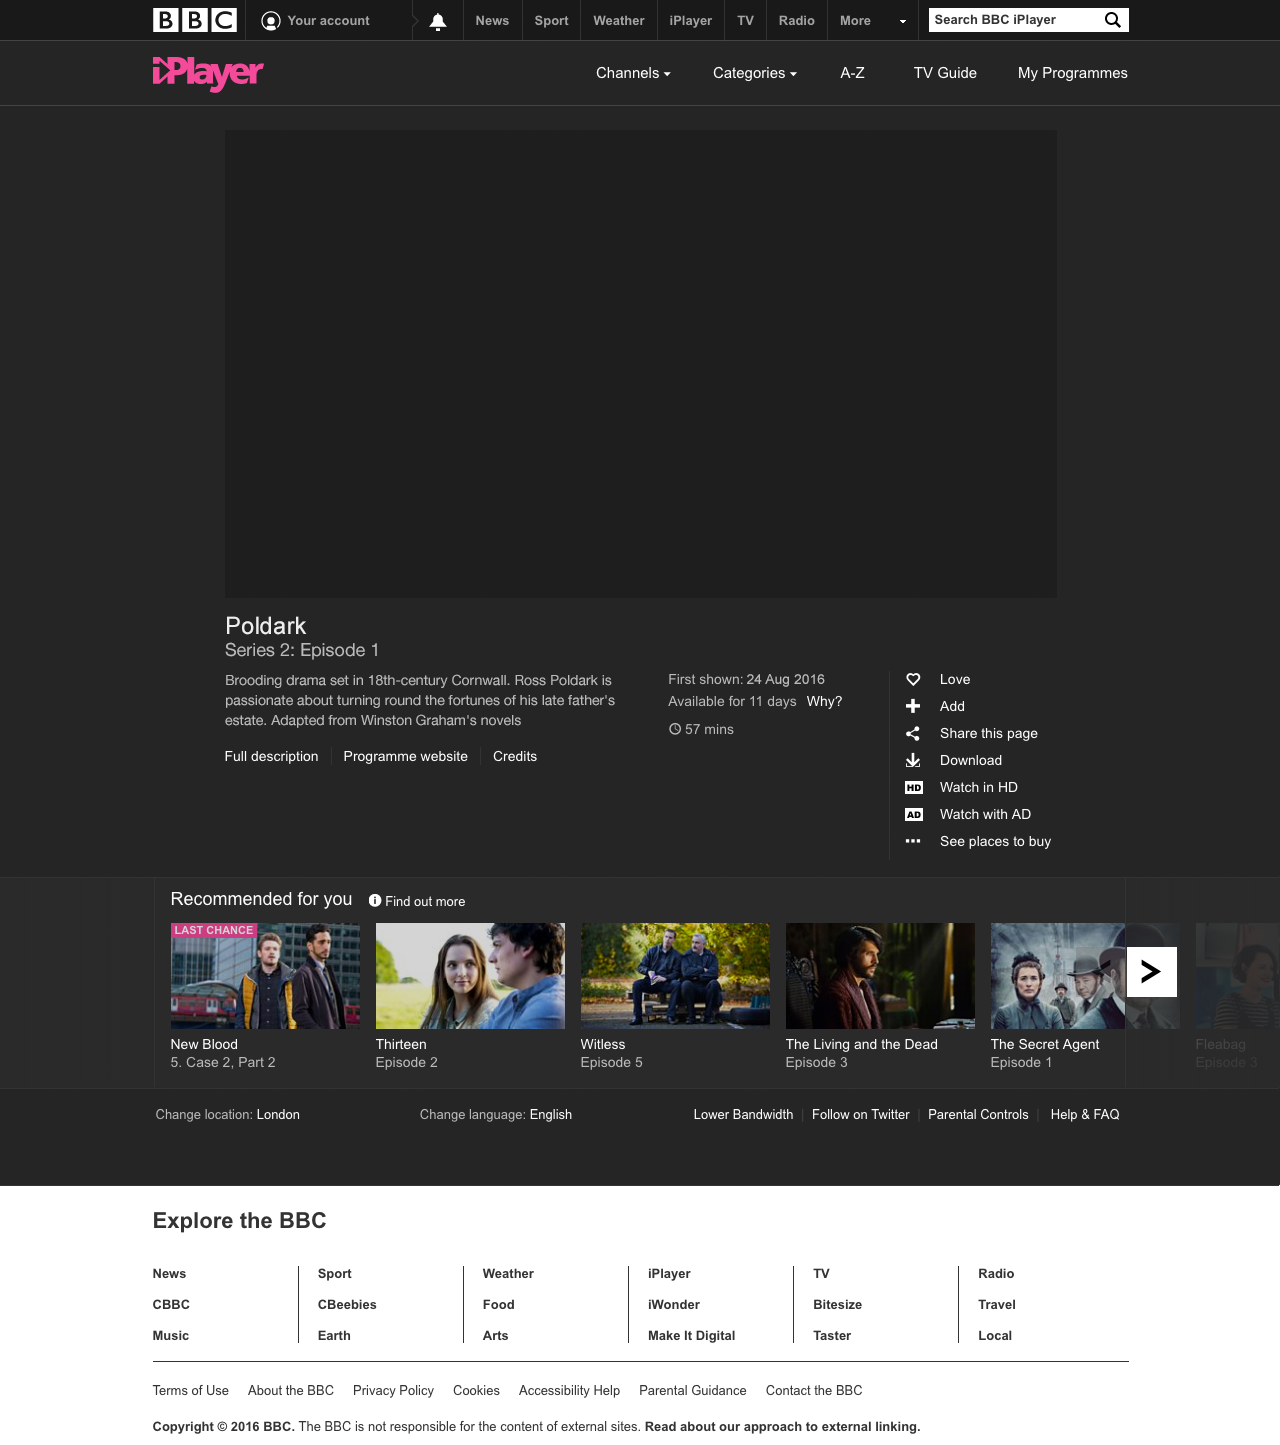 BBC Your account News Sport Weather iPlayer TV Radio More Search BBC iPlayer
iPlayer Channels Categories A-Z TV Guide My Programmes
Poldark
Series 2: Episode 1
Brooding drama set in 18th-century Cornwall. Ross Poldark is
passionate about turning round the fortunes of his late father's
estate. Adapted from Winston Graham's novels
Full description Programme website Credits
First shown: 24 Aug 2016
Available for 11 days Why?
57 mins
Love
Add
Share this page
Download
HD Watch in HD
AD Watch with AD
See places to buy
Recommended for you Find out more
LAST CHANCE
New Blood
5. Case 2, Part 2
Thirteen
Episode 2
Witless
Episode 5
The Living and the Dead
Episode 3
The Secret Agent
Episode 1
Fleabag
Episode 3
Change location: London Change language: English Lower Bandwidth Follow on Twitter Parental Controls Help & FAQ
Explore the BBC
News Sport Weather iPlayer TV Radio
CBBC CBeebies Food iWonder Bitesize Travel
Music Earth Arts Make It Digital Taster Local
Terms of Use About the BBC Privacy Policy Cookies Accessibility Help Parental Guidance Contact the BBC
Copyright © 2016 BBC. The BBC is not responsible for the content of external sites. Read about our approach to external linking.